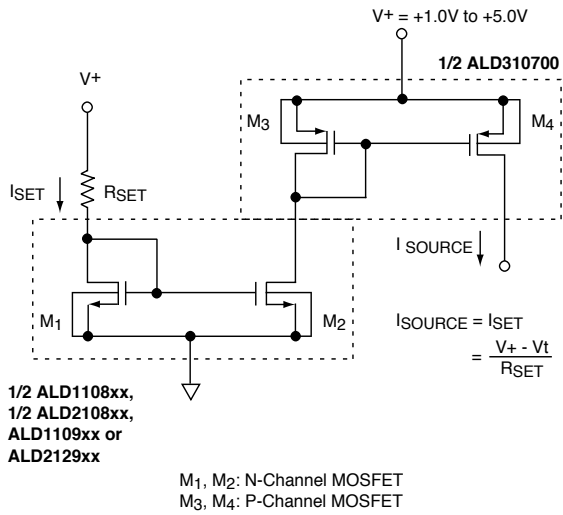 V+ = +1.0V to +5.0V
1/2 ALD310700
V+
M3
M4
ISET
RSET
I SOURCE
M1
M2
ISOURCE = ISET
= V+ - Vt
RSET
1/2 ALD1108xx,
1/2 ALD2108xx,
ALD1109xx or
ALD2129xx
M1, M2: N-Channel MOSFET
M3, M4: P-Channel MOSFET